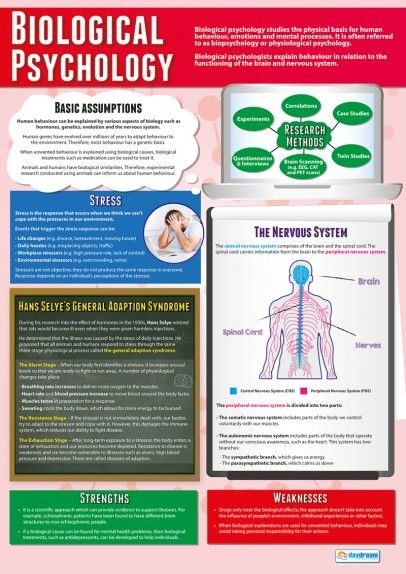 BIOLOGICAL
PSYCHOLOGY
Biological psychology studies the physical basis for human
behaviour, emotions and mental processes. It is often referred
to as biopsychology or physiological psychology.
Biological psychologists explain behaviour in relation to the
functioning of the brain and nervous system.
BASIC ASSUMPTIONS
Human behaviour can be explained by various aspects of biology such as
hormones, genetics, evolution and the nervous system.
Human genes have evolved over millions of years to adapt behaviour to
the environment. Therefore, most behaviour has a genetic basis.
When unwanted behaviour is explained using biological causes, biological
treatments such as medication can be used to treat it.
Animals and humans have biological similarities. Therefore, experimental
research conducted using animals can inform us about human behaviour.
Correlations
Experiments
Case Studies
RESEARCH
METHODS
Questionnaires
& Interviews
Brain Scanning
(e.g. EEG, CAT
and PET scans)
Twin Studies
STRESS
Stress is the response that occurs when we think we can't
cope with the pressures in our environment.
Events that trigger the stress response can be:
- Life changes (e.g. divorce, bereavement, moving house)
- Daily hassles (e.g. misplacing objects, traffic)
- Workplace stressors (e.g. high pressure role, lack of control)
- Environmental stressors (e.g. overcrowding, noise)
Stressors are not objective; they do not produce the same response in everyone.
Response depends on an individual's perceptions of the stressor.
THE NERVOUS SYSTEM
The central nervous system comprises of the brain and the spinal cord. The
spinal cord carries information from the brain to the peripheral nervous system.
Brain
Spinal Cord
Nerves
Central Nervous System (CNS)
Peripheral Nervous System (PNS)
The peripheral nervous system is divided into two parts:
- The somatic nervous system includes parts of the body we control
voluntarily with our muscles.
- The autonomic nervous system includes parts of the body that operate
without our conscious awareness, such as the heart. This system has two
branches:
- The sympathetic branch, which gives us energy
- The parasympathetic branch, which calms us down
HANS SELYE'S GENERAL ADAPTION SYNDROME
During his research into the effect of hormones in the 1930s, Hans Selye noticed
that rats would become ill even when they were given harmless injections.
He determined that the illness was caused by the stress of daily injections. He
proposed that all animals and humans respond to stress through the same
three-stage physiological process called the general adaption syndrome.
The Alarm Stage - When our body first identifies a stressor, it increases arousal
levels so that we are ready to fight or run away. A number of physiological
changes take place:
- Breathing rate increases to deliver more oxygen to the muscles.
- Heart rate and blood pressure increase to move blood around the body faster.
- Muscles tense in preparation for a response.
- Sweating cools the body down, which allows for more energy to be burned.
The Resistance Stage - If the stressor is not immediately dealt with, our bodies
try to adapt to the stressor and cope with it. However, this damages the immune
system, which reduces our ability to fight disease.
The Exhaustion Stage - After long-term exposure to a stressor, the body enters a
state of exhaustion and our resources become depleted. Resistance to disease is
weakened, and we become vulnerable to illnesses such as ulcers, high blood
pressure and depression. These are called diseases of adaption.
STRENGTHS
- It is a scientific approach which can provide evidence to support theories. For
example, schizophrenic patients have been found to have different brain
structures to non-schizophrenic people.
- If a biological cause can be found for mental health problems, then biological
treatments, such as antidepressants, can be developed to help individuals.
WEAKNESSES
- Drugs only treat the biological effects; the approach doesn't take into account
the influence of people's environment, childhood experiences or other factors.
- When biological explanations are used for unwanted behaviour, individuals may
avoid taking personal responsibility for their actions.
daydream